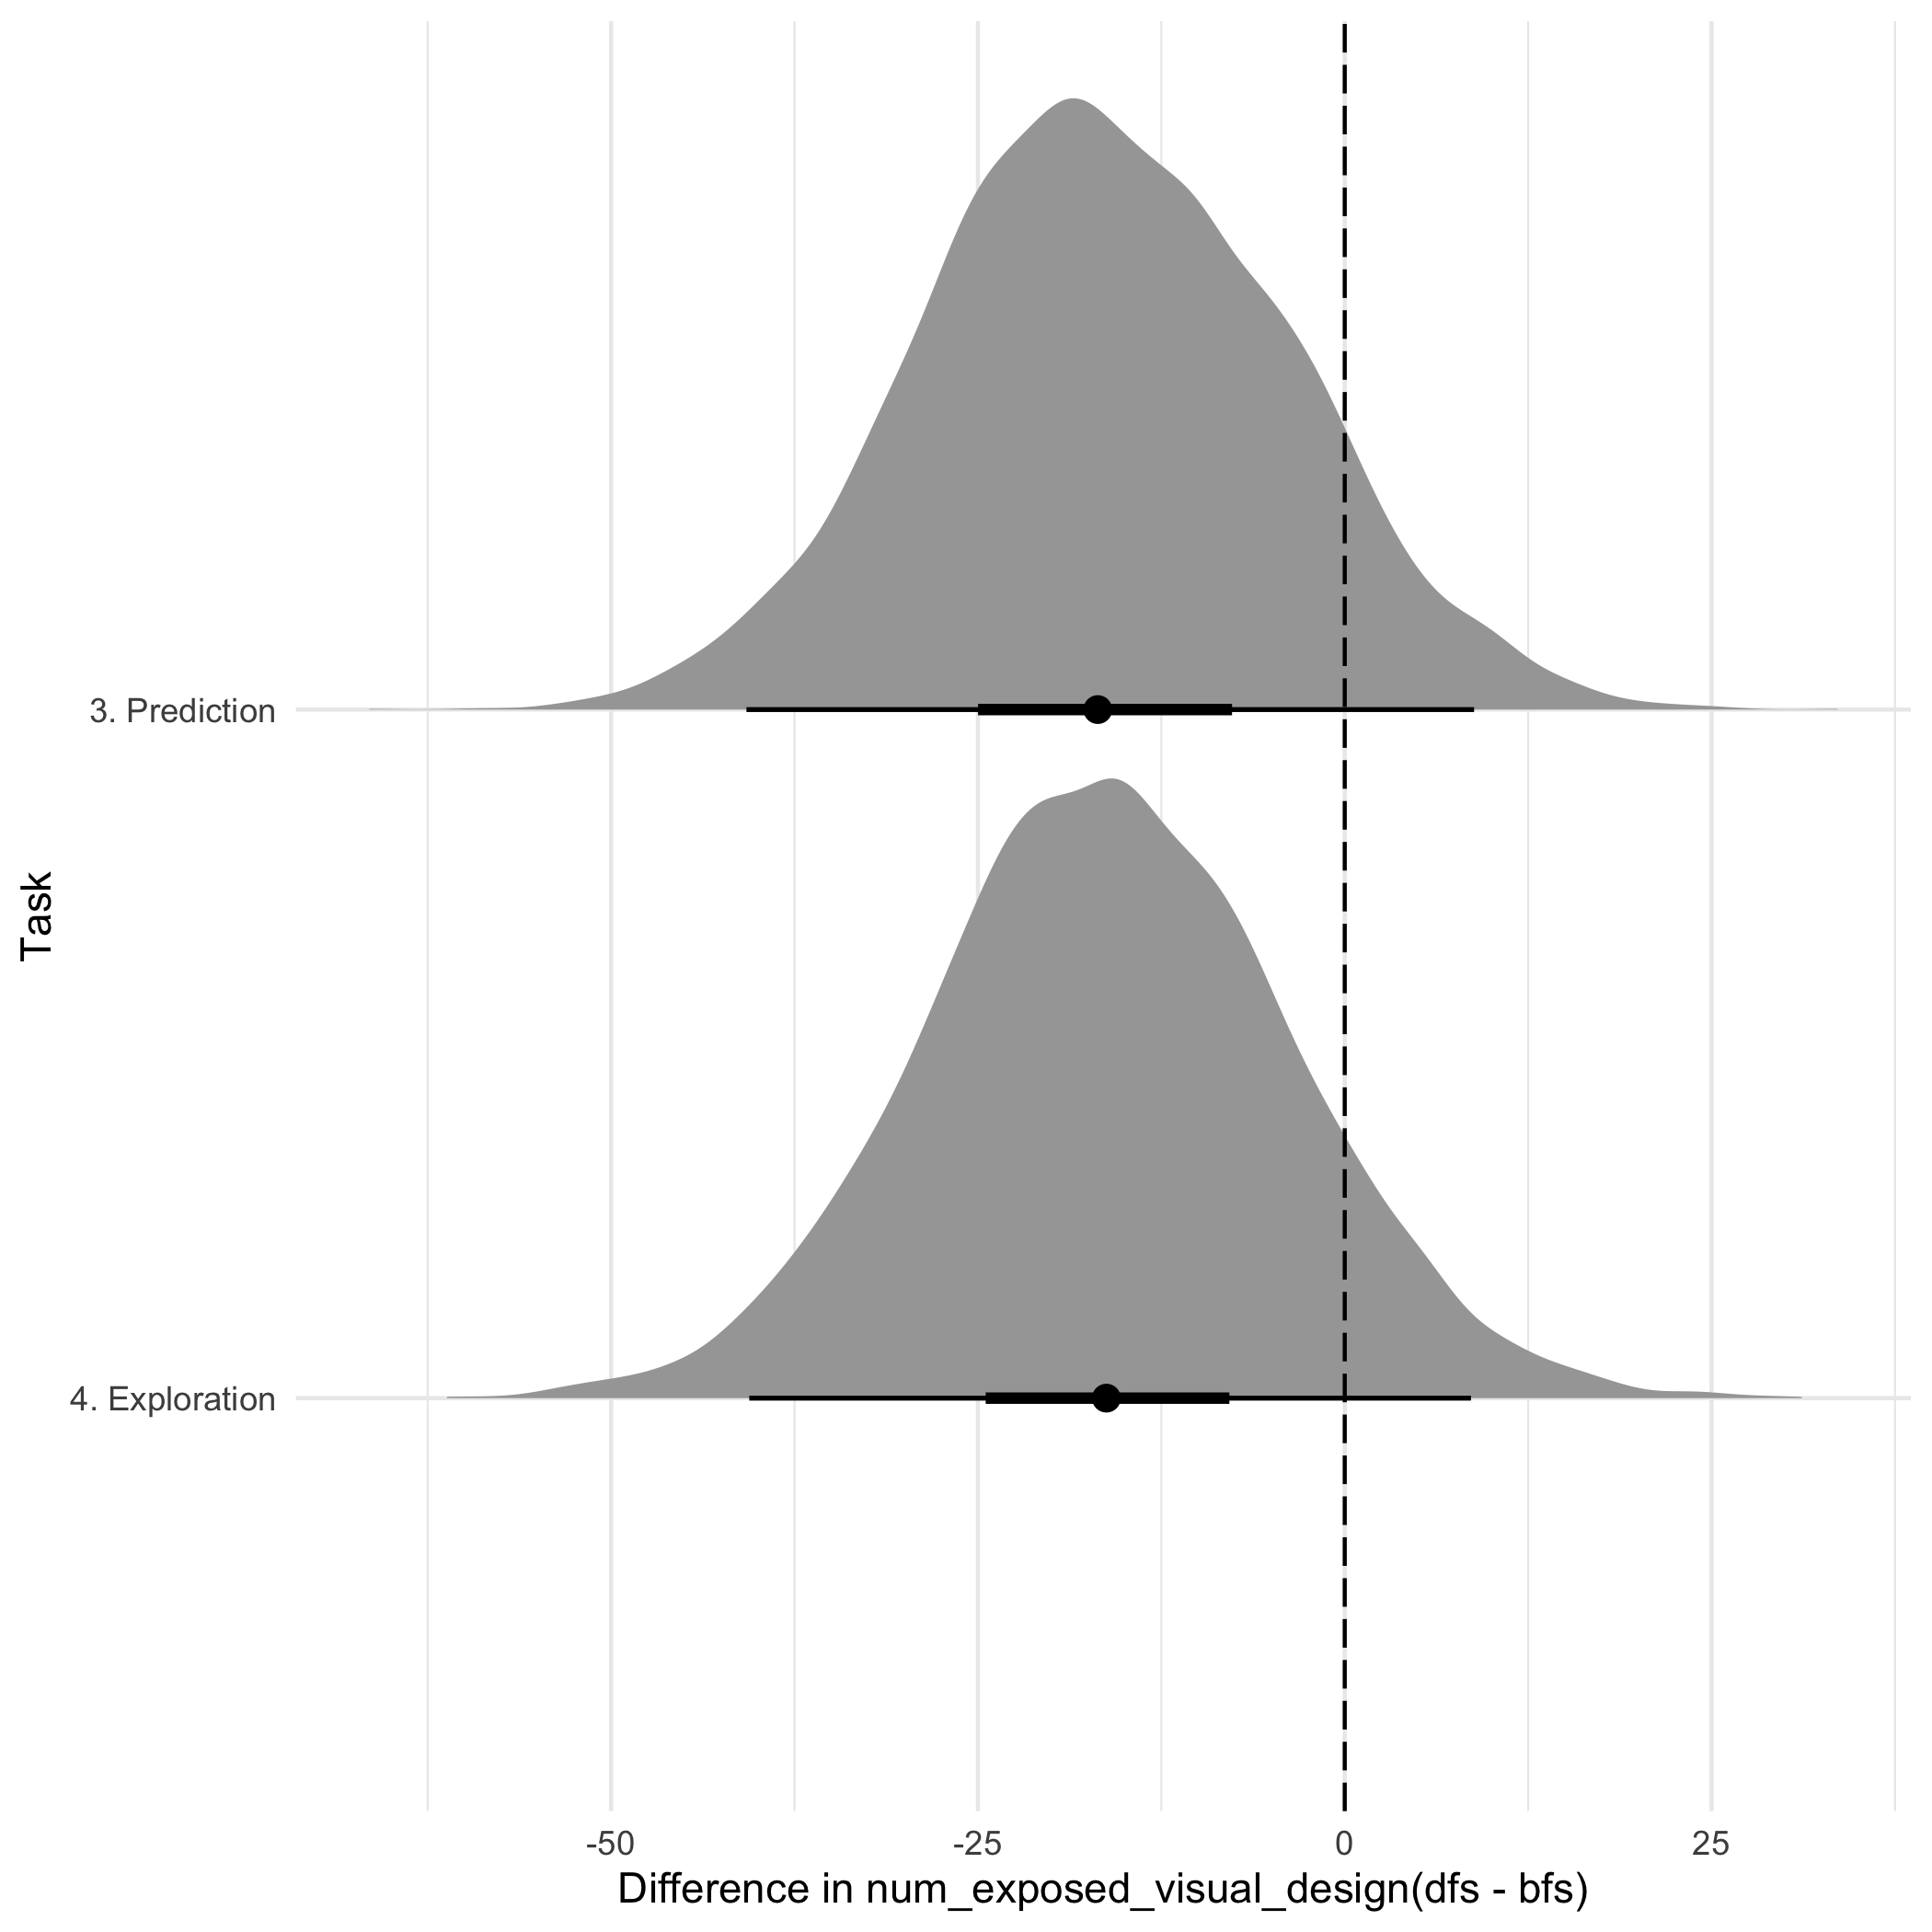 Task
3. Prediction
4. Exploration
-50
-25
0
25
Difference in num_exposed_visual_design(dfs - bfs)